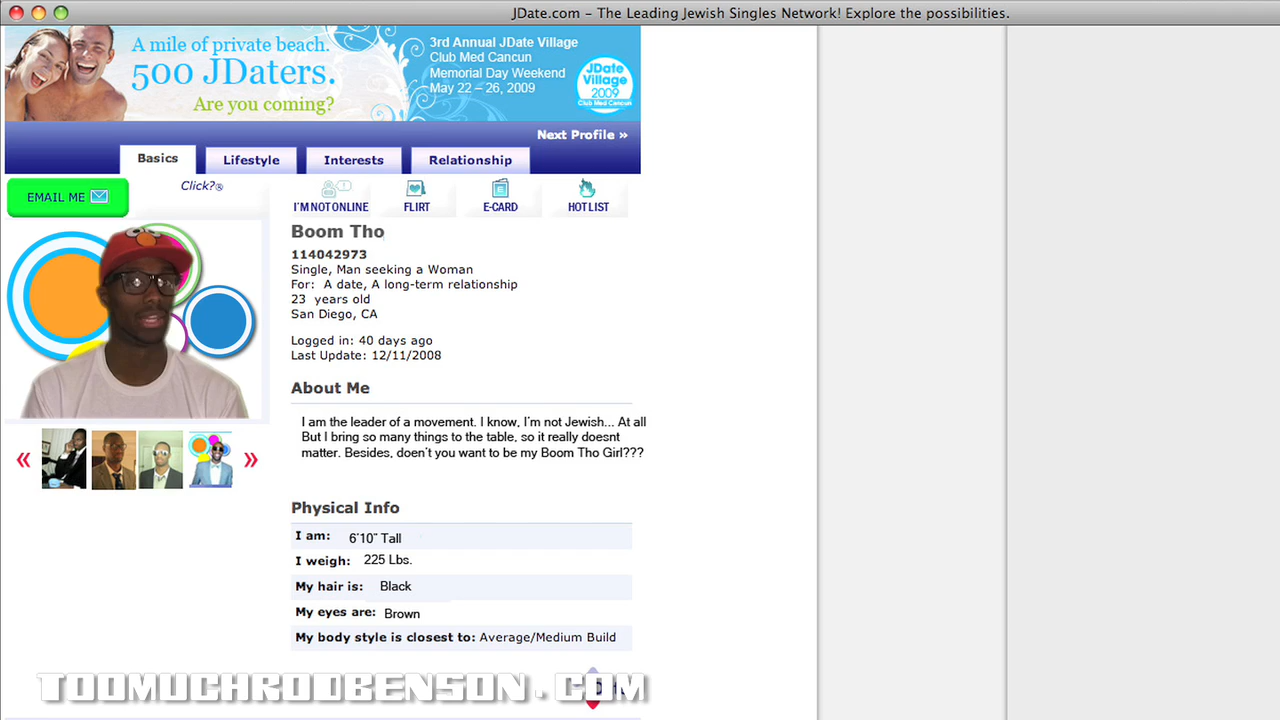 JDate.com – The Leading Jewish Singles Network! Explore the possibilities.
A mile of private beach.
500 JDaters.
Are you coming?
3rd Annual JDate Village
Club Med Cancun
Memorial Day Weekend
May 22 – 26, 2009
JDate
Village
2009
Club Med Cancun
Next Profile »
Basics
Lifestyle
Interests
Relationship
EMAIL ME
Click?®
I'M NOT ONLINE
FLIRT
E-CARD
HOT LIST
Boom Tho
114042973
Single, Man seeking a Woman
For: A date, A long-term relationship
23 years old
San Diego, CA
Logged in: 40 days ago
Last Update: 12/11/2008
About Me
I am the leader of a movement. I know, I'm not Jewish... At all
But I bring so many things to the table, so it really doesnt
matter. Besides, doen't you want to be my Boom Tho Girl???
Physical Info
I am: 6'10" Tall
I weigh: 225 Lbs.
My hair is: Black
My eyes are: Brown
My body style is closest to: Average/Medium Build
TOOMUCHRODBENSON.COM